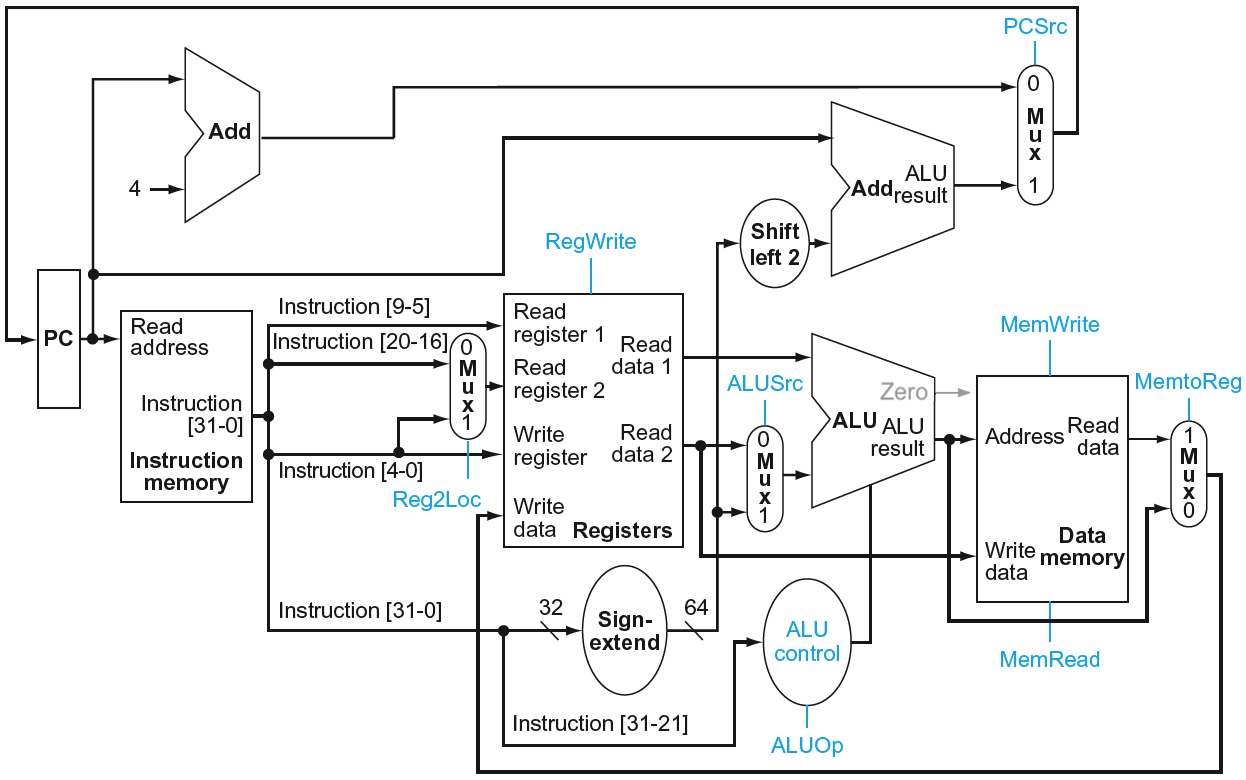 PCSrc
0
M
u
x
1
Add
4
Add
ALU
result
Shift
left 2
RegWrite
PC
Read
address
Instruction
[31-0]
Instruction
memory
Instruction [9-5]
Instruction [20-16]
Instruction [4-0]
0
M
u
x
1
Reg2Loc
Read
register 1
Read
register 2
Write
register
Write
data
Read
data 1
Read
data 2
Registers
ALUSrc
0
M
u
x
1
Zero
ALU
ALU
result
MemWrite
Address
Read
data
Write
data
Data
memory
MemRead
MemtoReg
1
M
u
x
0
Instruction [31-0]
32
Sign-
extend
64
ALU
control
Instruction [31-21]
ALUOp